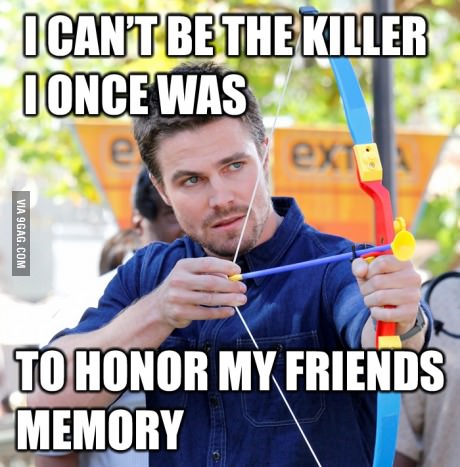 I CAN'T BE THE KILLER
I ONCE WAS
VIA 9GAG.COM
TO HONOR MY FRIENDS
MEMORY